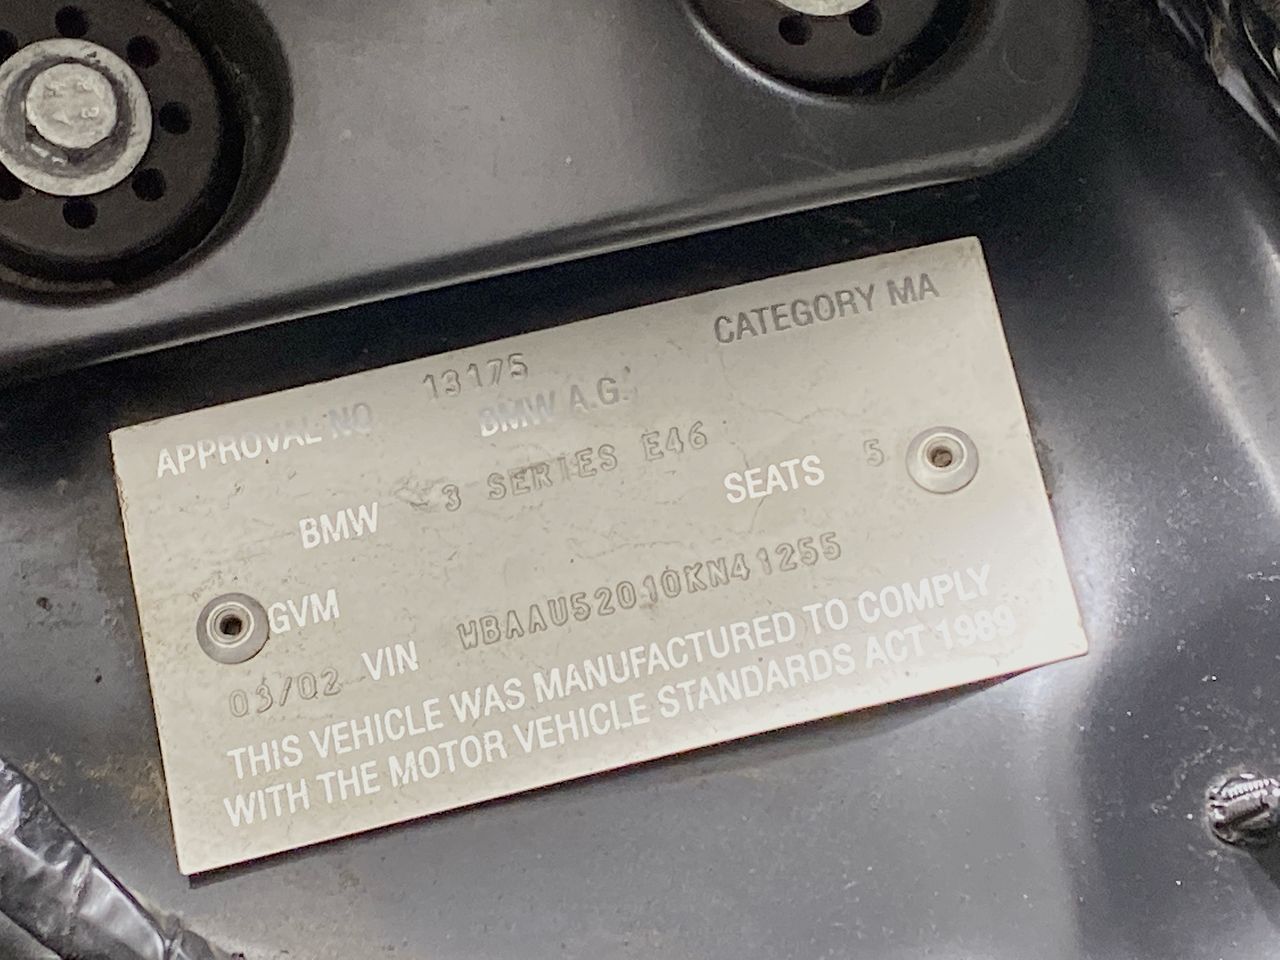 APPROVAL NO 13175 CATEGORY MA
BMW A.G.
BMW 3 SERIES E46 SEATS 5
GVM
03/02 VIN WBAAU52010KN41255
THIS VEHICLE WAS MANUFACTURED TO COMPLY
WITH THE MOTOR VEHICLE STANDARDS ACT 1989